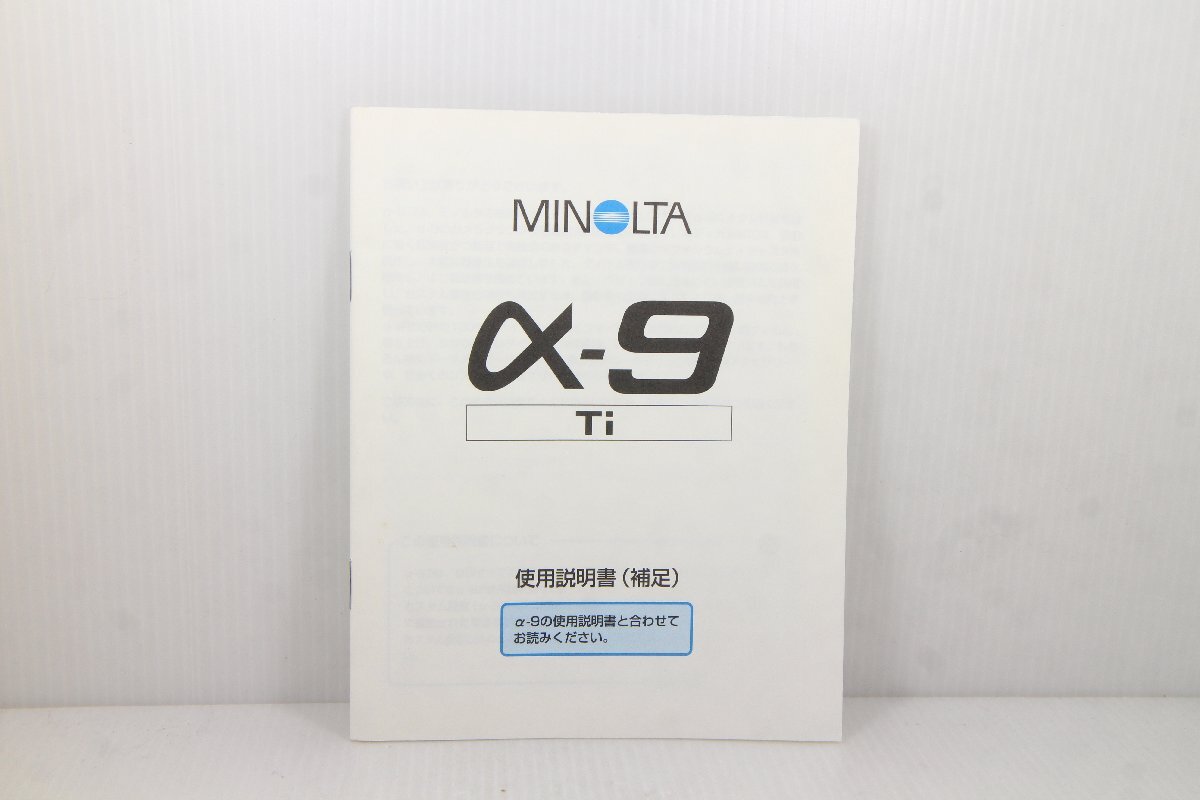 MINOLTA
α-9
Ti
使用説明書（補足）
α-9の使用説明書と合わせて
お読みください。